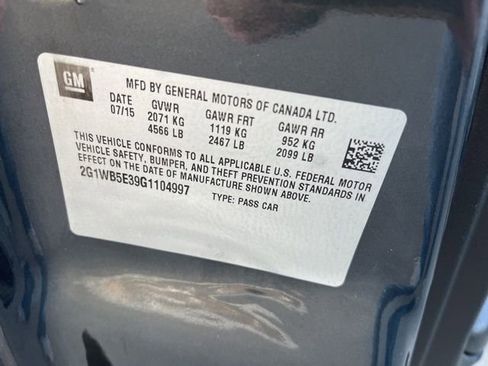 GM
MFD BY GENERAL MOTORS OF CANADA LTD.
DATE GVWR GAWR FRT GAWR RR
07/15 2071 KG 1119 KG 952 KG
4566 LB 2467 LB 2099 LB
THIS VEHICLE CONFORMS TO ALL APPLICABLE U.S. FEDERAL MOTOR
VEHICLE SAFETY, BUMPER, AND THEFT PREVENTION STANDARDS IN
EFFECT ON THE DATE OF MANUFACTURE SHOWN ABOVE.
2G1WB5E39G1104997 TYPE: PASS CAR